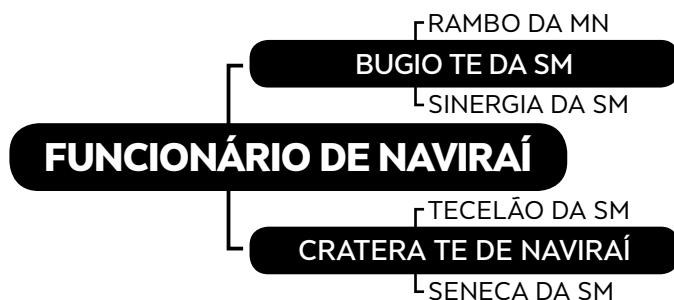 RAMBO DA MN
BUGIO TE DA SM
SINERGIA DA SM
FUNCIONÁRIO DE NAVIRAÍ
TECELÃO DA SM
CRATERA TE DE NAVIRAÍ
SENECA DA SM